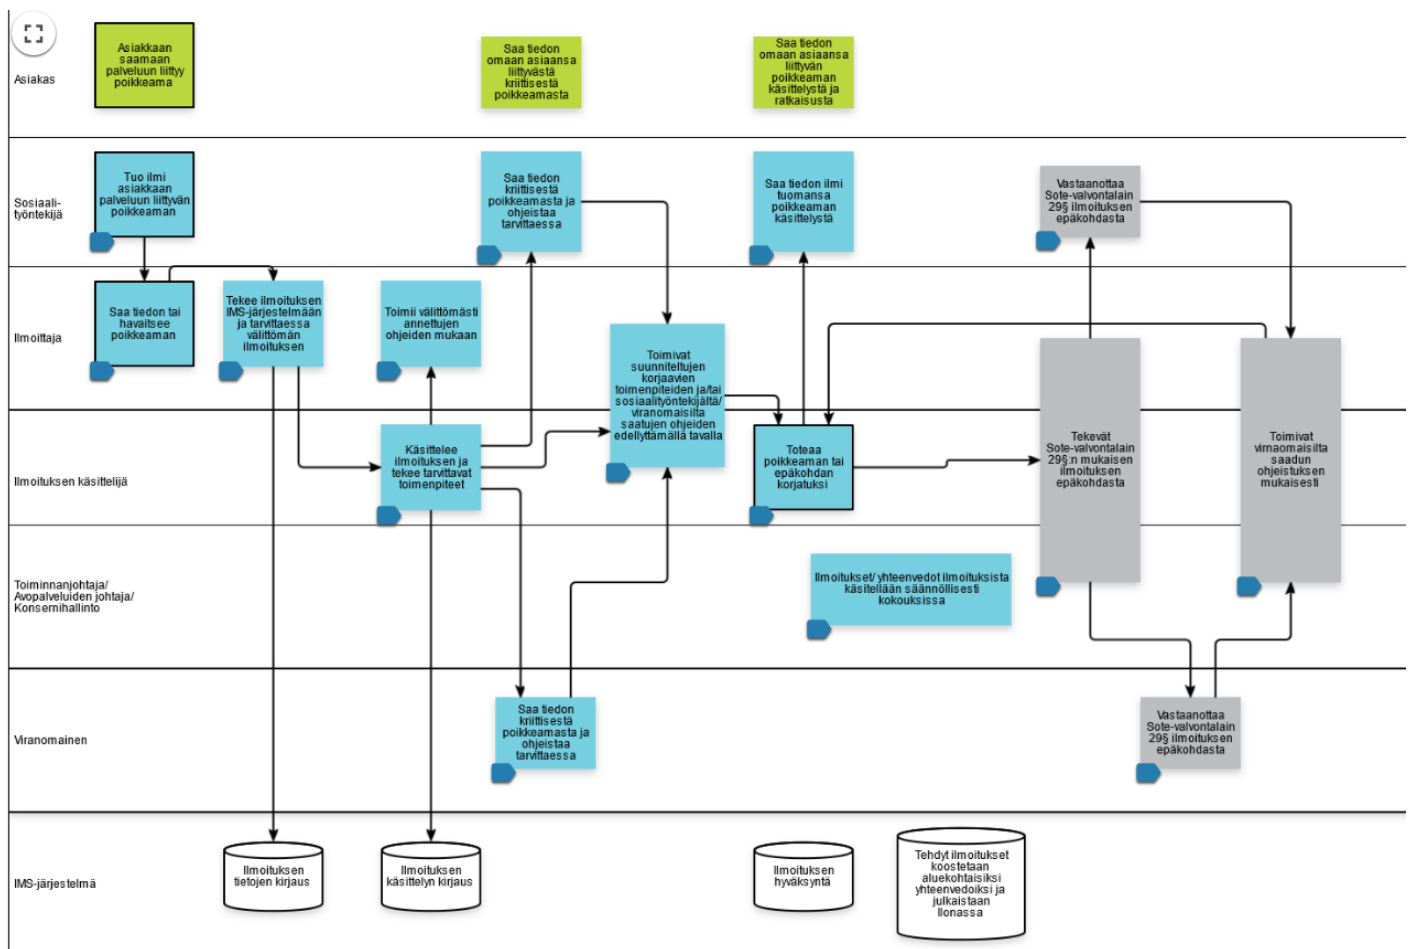 Asiakas
Asiakkaan
saamaan
palveluun liittyy
poikkeama
Saa tiedon
omaan asiaansa
liittyvästä
kriittisestä
poikkeamasta
Saa tiedon
omaan asiaansa
liittyvän
poikkeaman
käsittelystä ja
ratkaisusta
Sosiaali-
työntekijä
Tuo ilmi
asiakkaan
palveluun liittyvän
poikkeaman
Saa tiedon
kriittisestä
poikkeamasta ja
ohjeistaa
tarvittaessa
Saa tiedon ilmi
tuomansa
poikkeaman
käsittelystä
Vastaanottaa
Sote-valvontalain
29§ ilmoituksen
epäkohdasta
Ilmoittaja
Saa tiedon tai
havaitsee
poikkeaman
Tekee ilmoituksen
IMS-järjestelmään
ja tarvittaessa
välittömän
ilmoituksen
Toimii välittömästi
annettujen
ohjeiden mukaan
Toimivat
suunniteltujen
korjaavien
toimenpiteiden ja/tai
sosiaalityöntekijältä/
viranomaisilta
saatujen ohjeiden
edellyttämällä tavalla
Ilmoituksen käsittelijä
Käsittelee
ilmoituksen ja
tekee tarvittavat
toimenpiteet
Toteaa
poikkeaman tai
epäkohdan
korjatuksi
Tekevät
Sote-valvontalain
29§:n mukaisen
ilmoituksen
epäkohdasta
Toimivat
virnaomaisilta
saadun
ohjeistuksen
mukaisesti
Toiminnanjohtaja/
Avopalveluiden johtaja/
Konsernihallinto
Ilmoitukset/ yhteenvedot ilmoituksista
käsitellään säännöllisesti
kokouksissa
Viranomainen
Saa tiedon
kriittisestä
poikkeamasta ja
ohjeistaa
tarvittaessa
Vastaanottaa
Sote-valvontalain
29§ ilmoituksen
epäkohdasta
IMS-järjestelmä
Ilmoituksen
tietojen kirjaus
Ilmoituksen
käsittelyn kirjaus
Ilmoituksen
hyväksyntä
Tehdyt ilmoitukset
koostetaan
aluekohtaisiksi
yhteenvedoiksi ja
julkaistaan
Ilonassa